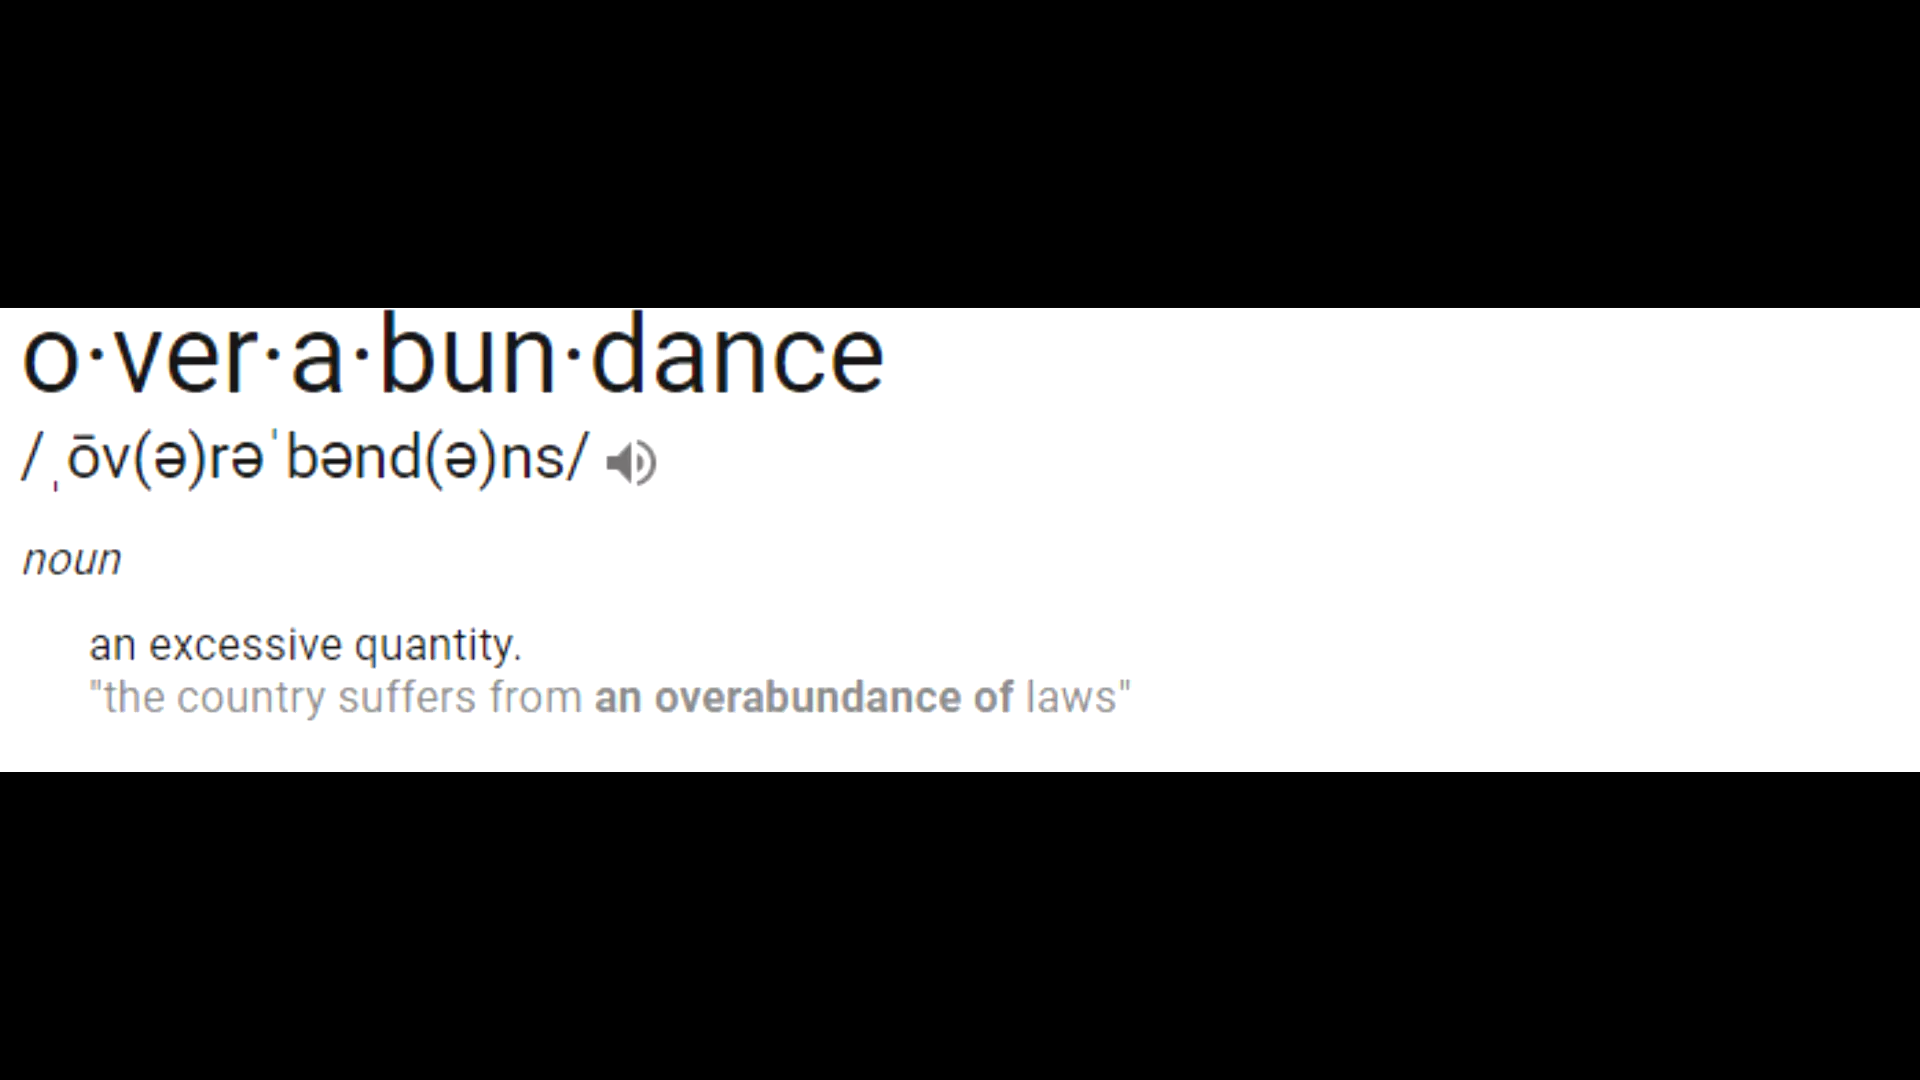 o·ver·a·bun·dance
/ˌōv(ə)rəˈbənd(ə)ns/
noun
an excessive quantity.
"the country suffers from an overabundance of laws"